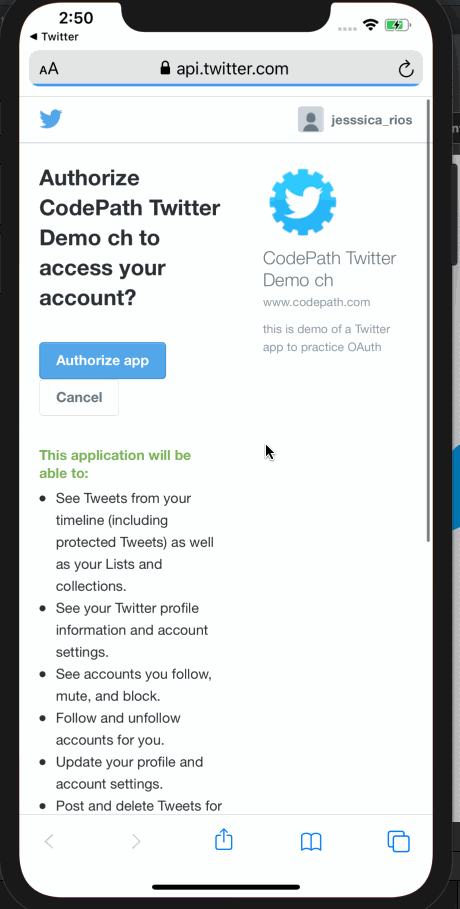 2:50
◀ Twitter
AA
api.twitter.com
jesssica_rios
Authorize
CodePath Twitter
Demo ch to
access your
account?
Authorize app
Cancel
CodePath Twitter
Demo ch
www.codepath.com
this is demo of a Twitter
app to practice OAuth
This application will be
able to:
• See Tweets from your
timeline (including
protected Tweets) as well
as your Lists and
collections.
• See your Twitter profile
information and account
settings.
• See accounts you follow,
mute, and block.
• Follow and unfollow
accounts for you.
• Update your profile and
account settings.
• Post and delete Tweets for